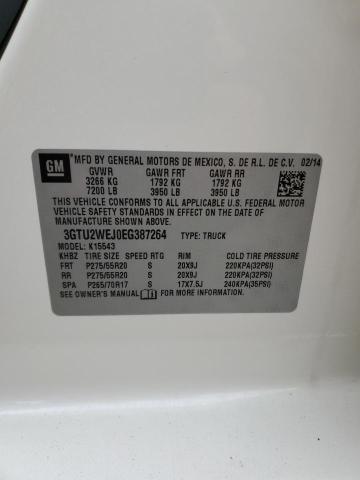 GM
MFD BY GENERAL MOTORS DE MEXICO, S. DE R.L. DE C.V. 02/14
GVWR GAWR FRT GAWR RR
3266 KG 1792 KG 1792 KG
7200 LB 3950 LB 3950 LB
THIS VEHICLE CONFORMS TO ALL APPLICABLE U.S. FEDERAL MOTOR
VEHICLE SAFETY AND THEFT PREVENTION STANDARDS IN EFFECT
ON THE DATE OF MANUFACTURE SHOWN ABOVE.
3GTU2WEJ0EG387264 TYPE: TRUCK
MODEL: K15543
KHBZ TIRE SIZE SPEED RTG RIM COLD TIRE PRESSURE
FRT P275/55R20 S 20X9J 220KPA(32PSI)
RR P275/55R20 S 20X9J 220KPA(32PSI)
SPA P265/70R17 S 17X7.5J 240KPA(35PSI)
SEE OWNER'S MANUAL FOR ADDITIONAL INFORMATION.